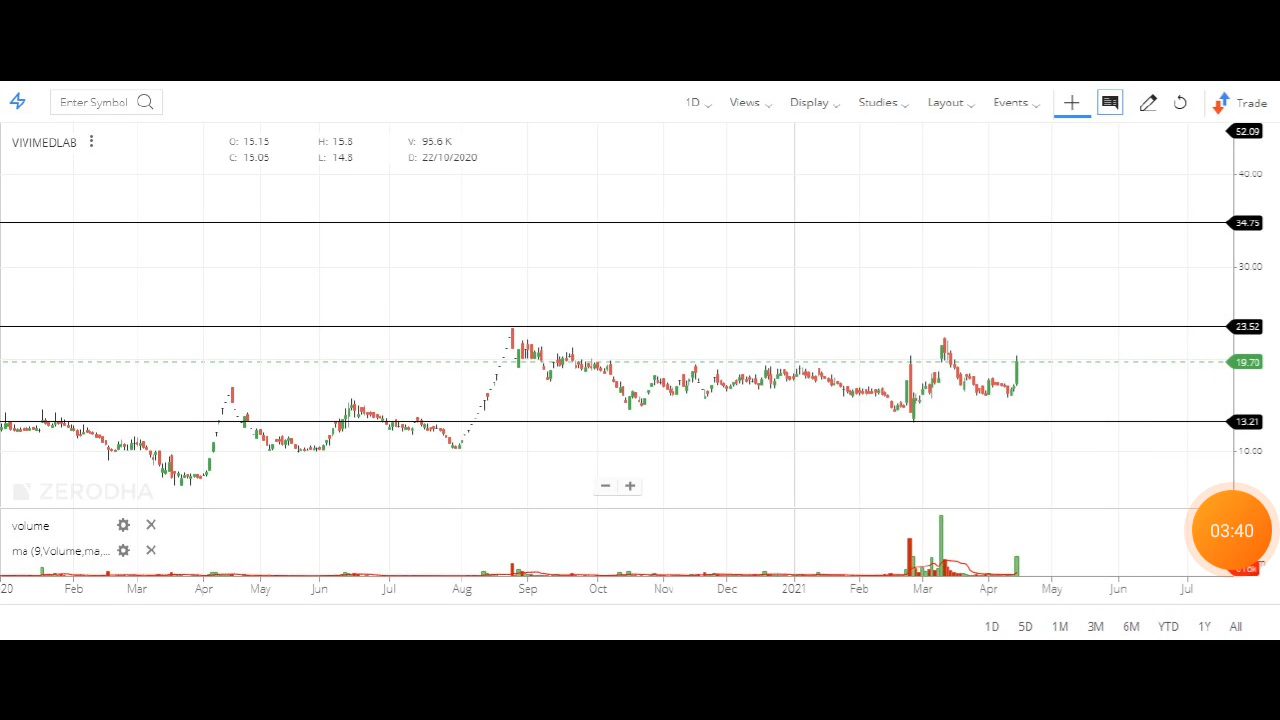 Enter Symbol 1D Views Display Studies Layout Events Trade
VIVIMEDLAB O: 15.15 H: 15.8 V: 95.6 K
C: 15.05 L: 14.8 D: 22/10/2020
52.09
40.00
34.75
30.00
23.52
19.70
13.21
10.00
ZERODHA
volume
ma (9,Volume,ma,...
03:40
20 Feb Mar Apr May Jun Jul Aug Sep Oct Nov Dec 2021 Feb Mar Apr May Jun Jul
1D 5D 1M 3M 6M YTD 1Y All